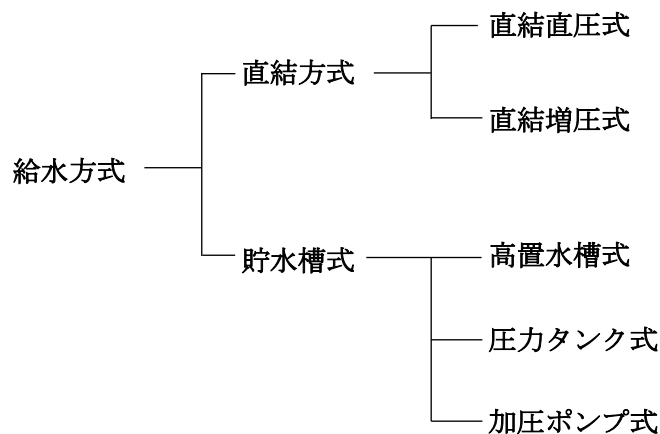 給水方式
直結方式
直結直圧式
直結増圧式
貯水槽式
高置水槽式
圧力タンク式
加圧ポンプ式